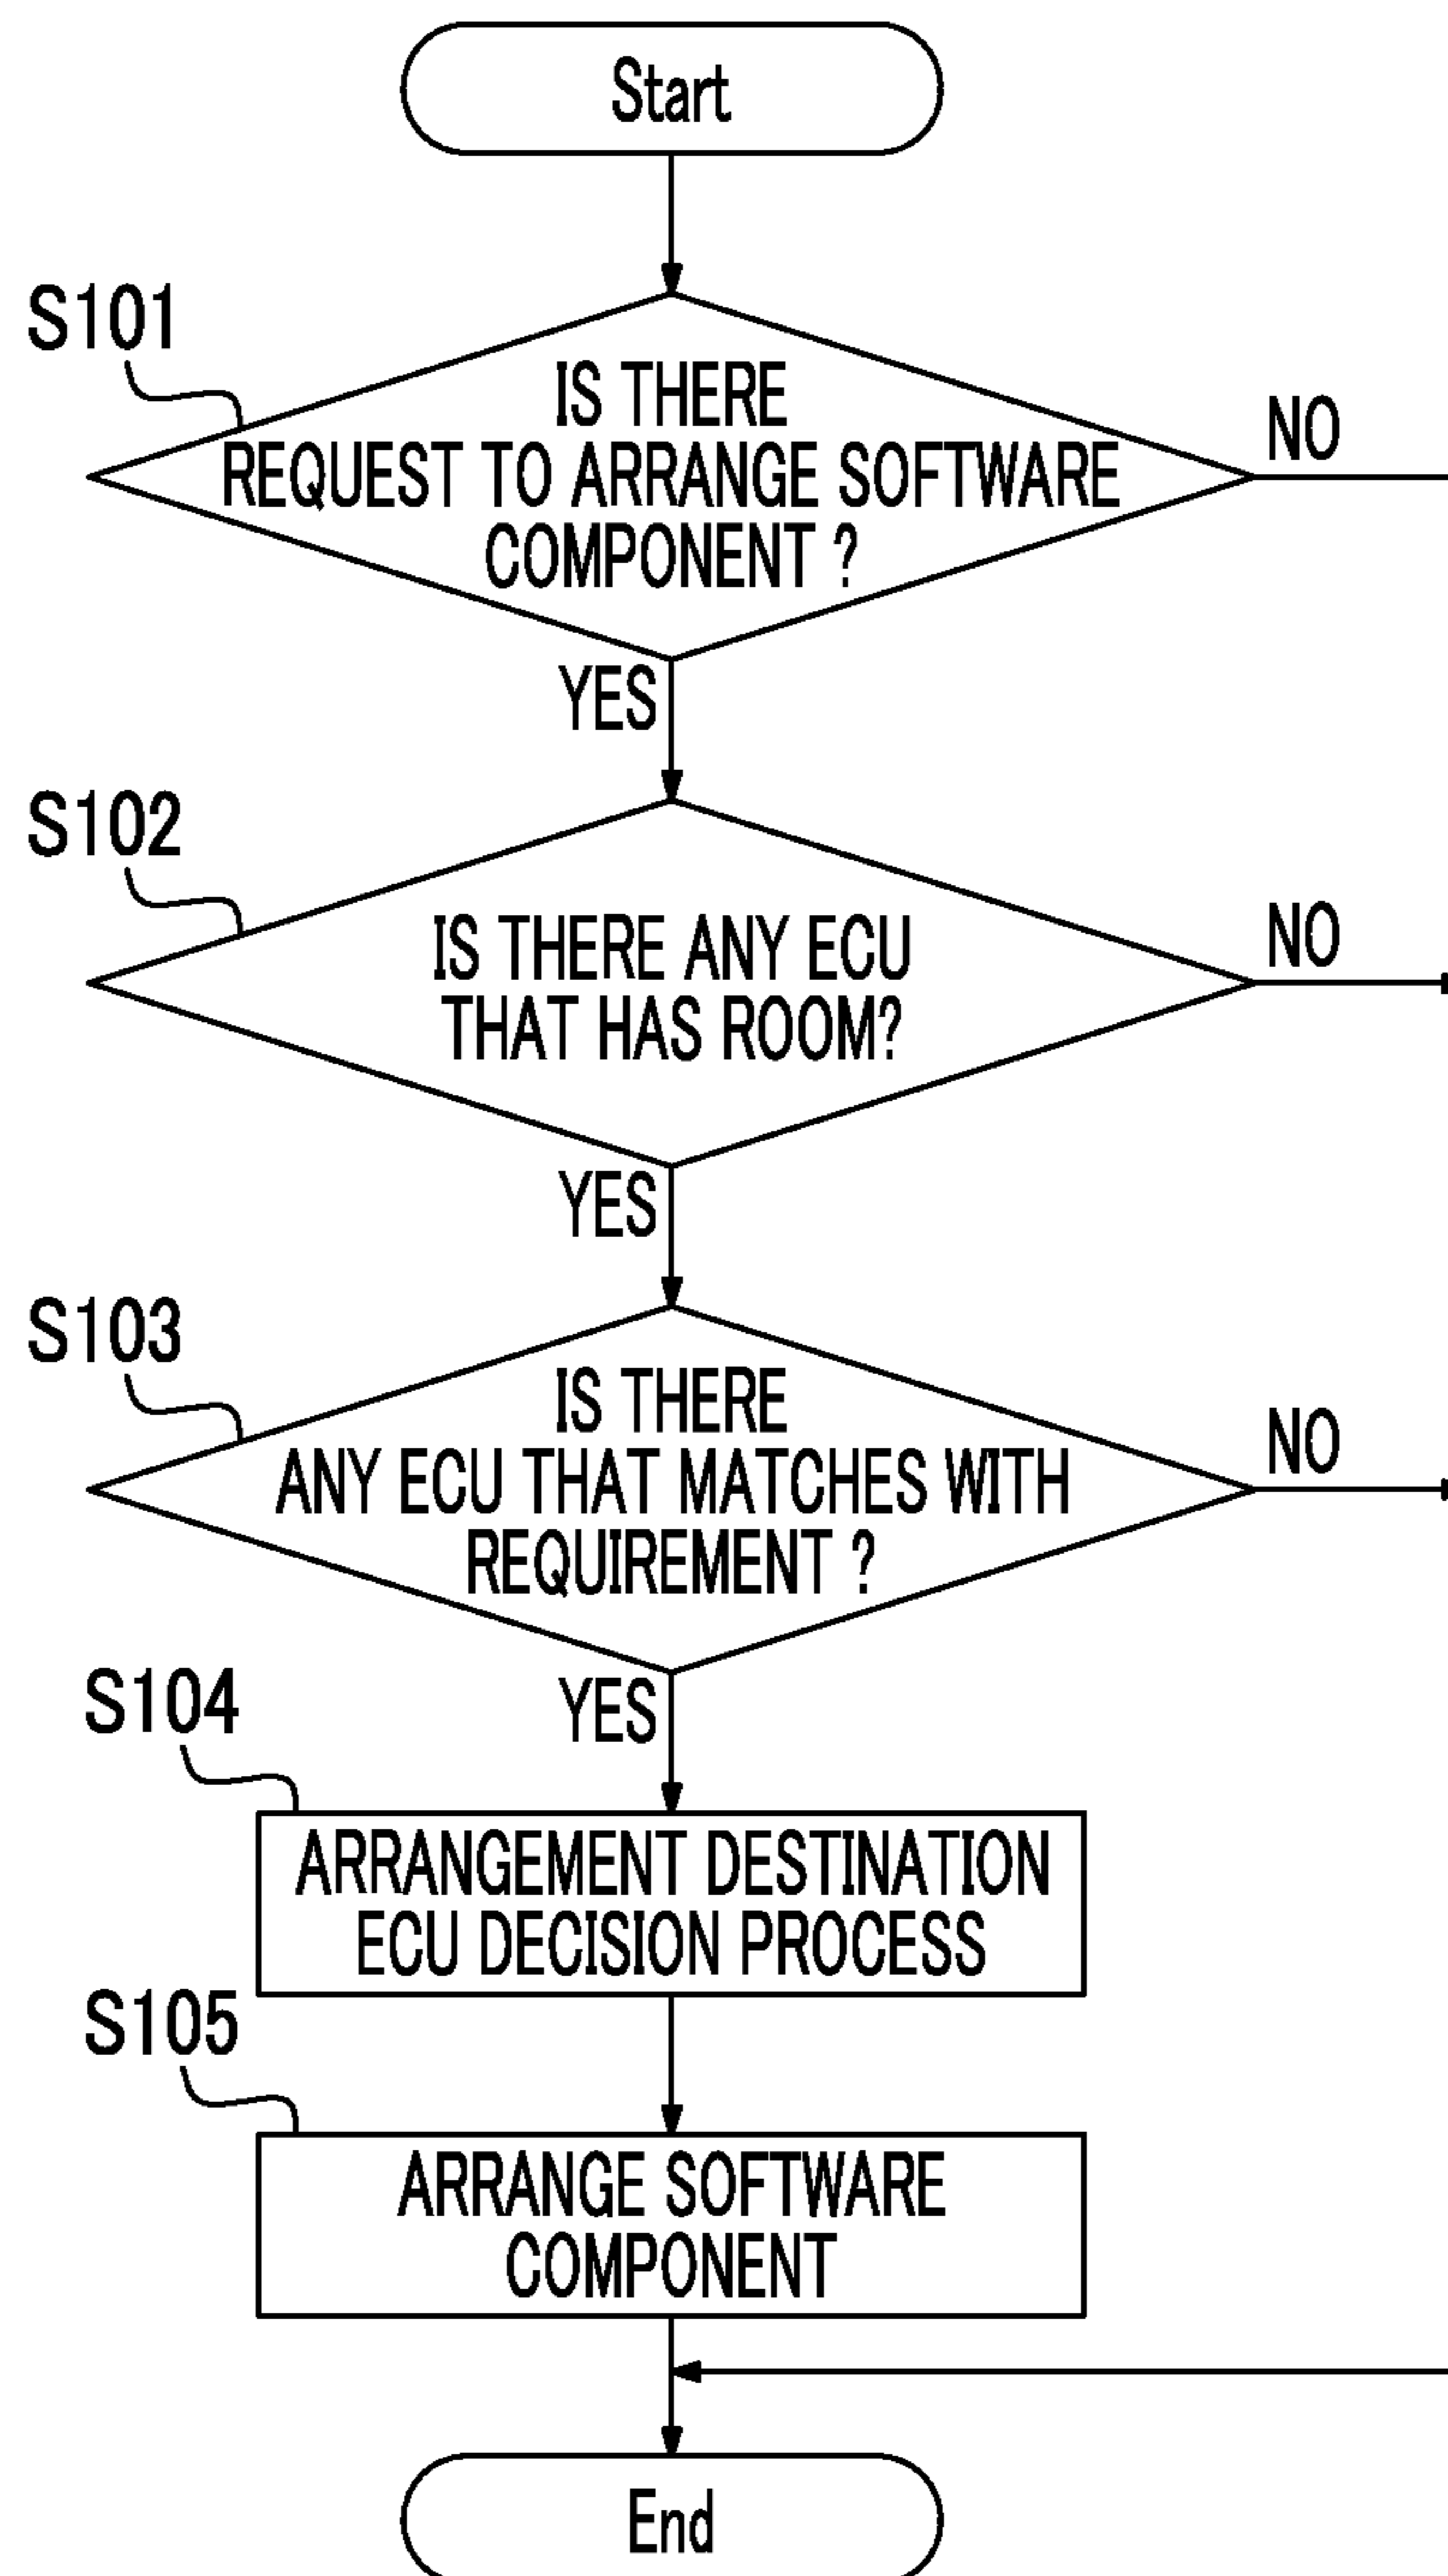 Start
S101
IS THERE
REQUEST TO ARRANGE SOFTWARE
COMPONENT ?
NO
YES
S102
IS THERE ANY ECU
THAT HAS ROOM?
NO
YES
S103
IS THERE
ANY ECU THAT MATCHES WITH
REQUIREMENT ?
NO
YES
S104
ARRANGEMENT DESTINATION
ECU DECISION PROCESS
S105
ARRANGE SOFTWARE
COMPONENT
End